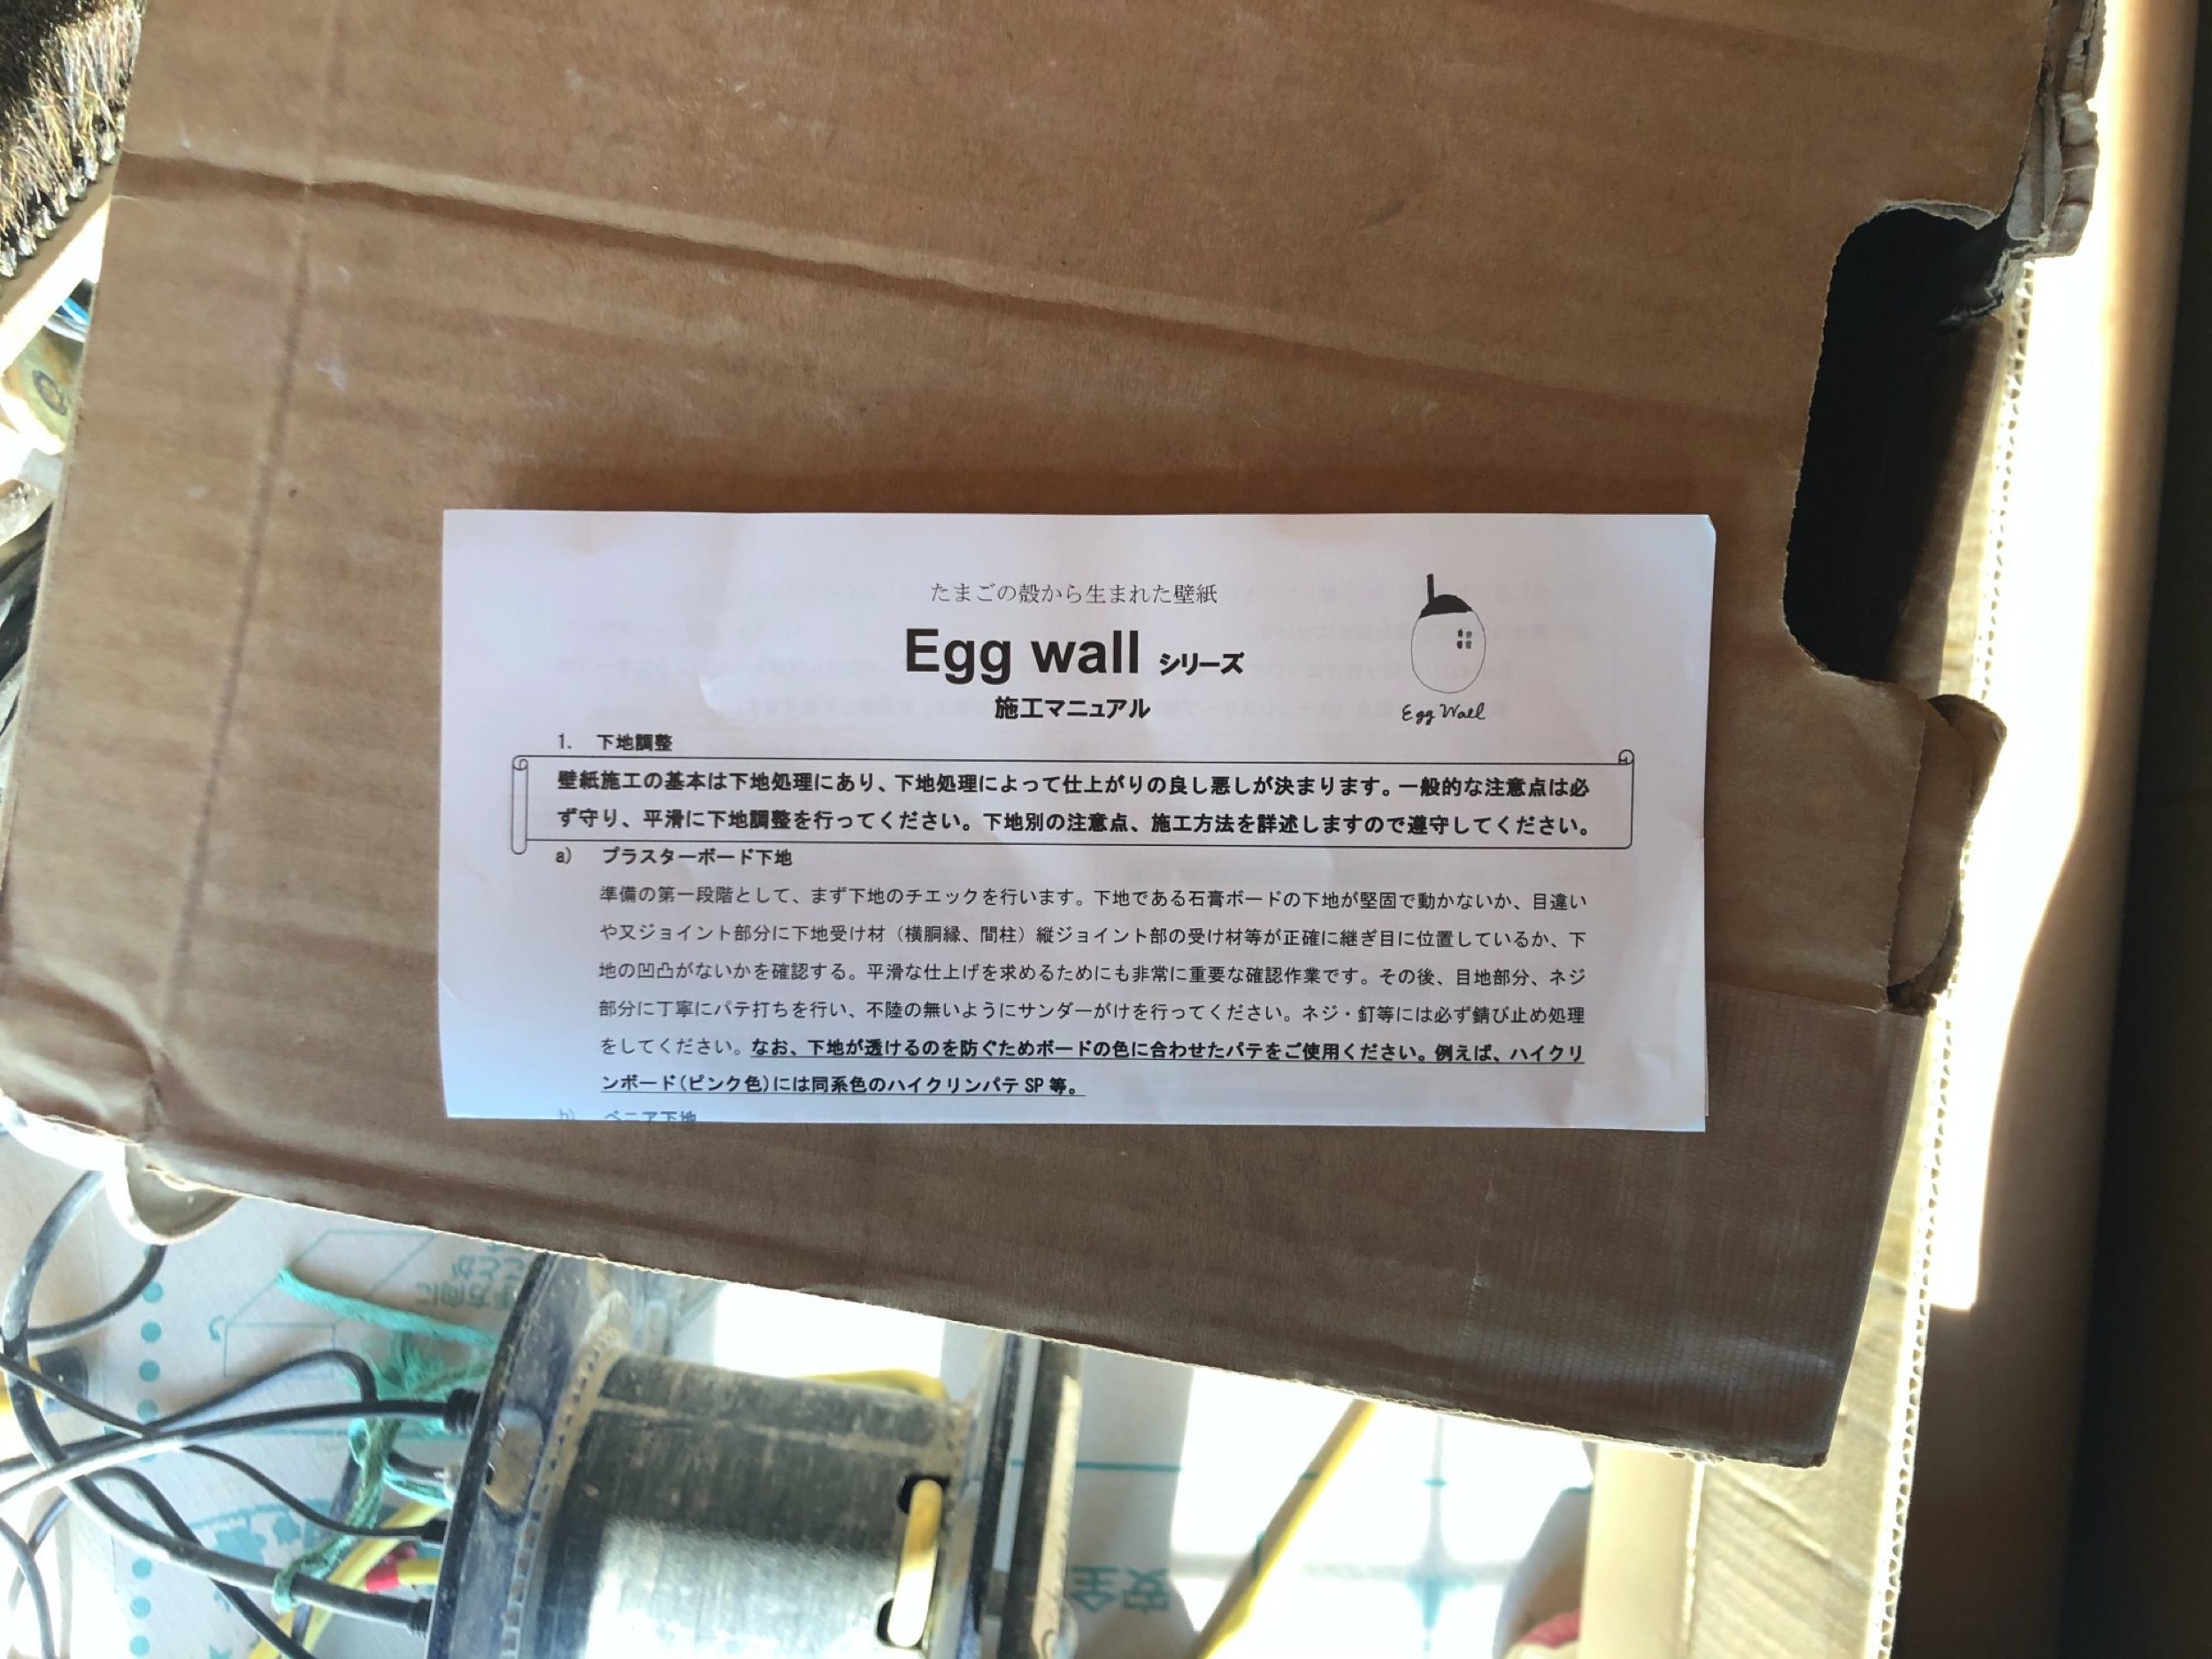 たまごの殻から生まれた壁紙
Egg wall シリーズ
施工マニュアル
Egg Wall
1. 下地調整
壁紙施工の基本は下地処理にあり、下地処理によって仕上がりの良し悪しが決まります。一般的な注意点は必
ず守り、平滑に下地調整を行ってください。下地別の注意点、施工方法を詳述しますので遵守してください。
a) プラスターボード下地
準備の第一段階として、まず下地のチエックを行います。下地である石膏ボードの下地が堅固で動かないか、目違い
や又ジョイント部分に下地受け材（横胴縁、間柱）縦ジョイント部の受け材等が正確に継ぎ目に位置しているか、下
地の凹凸がないかを確認する。平滑な仕上げを求めるためにも非常に重要な確認作業です。その後、目地部分、ネジ
部分に丁寧にパテ打ちを行い、不陸の無いようにサンダーがけを行ってください。ネジ・釘等には必ず錆び止め処理
をしてください。なお、下地が透けるのを防ぐためボードの色に合わせたパテをご使用ください。例えば、ハイクリ
ンボード(ピンク色)には同系色のハイクリンパテ SP 等。
b) ベニア下地
安全